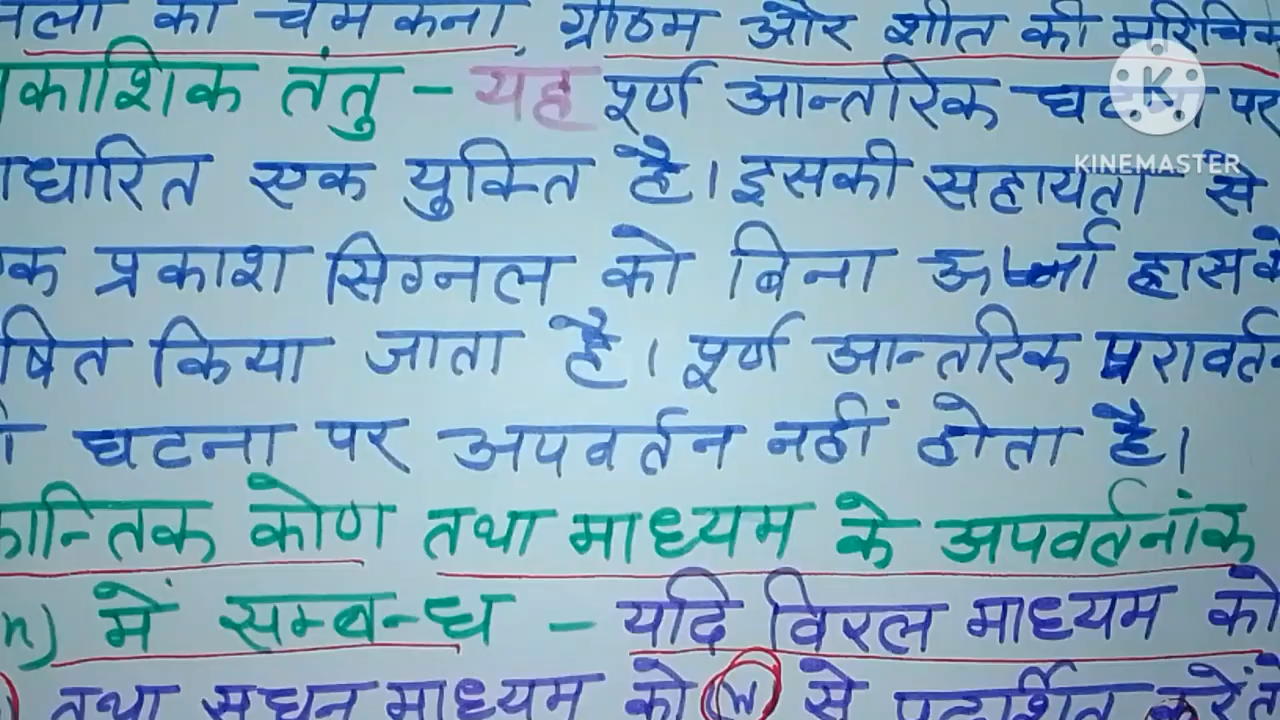 का चमकना, ग्रीष्म और शीत की मरिचिक
काशिक तंतु - यह पूर्ण आन्तरिक घटना पर
ाधारित एक युक्ति है। इसकी सहायता से
क प्रकाश सिग्नल को बिना ऊर्जा ह्रास के
षित किया जाता है। पूर्ण आन्तरिक परावर्तन
घटना पर अपवर्तन नहीं होता है।
कान्तिक कोण तथा माध्यम के अपवर्तनांक
n) में सम्बन्ध - यदि विरल माध्यम को
तथा सघन माध्यम को (w) से प्रदर्शित करें तो
KINEMASTER